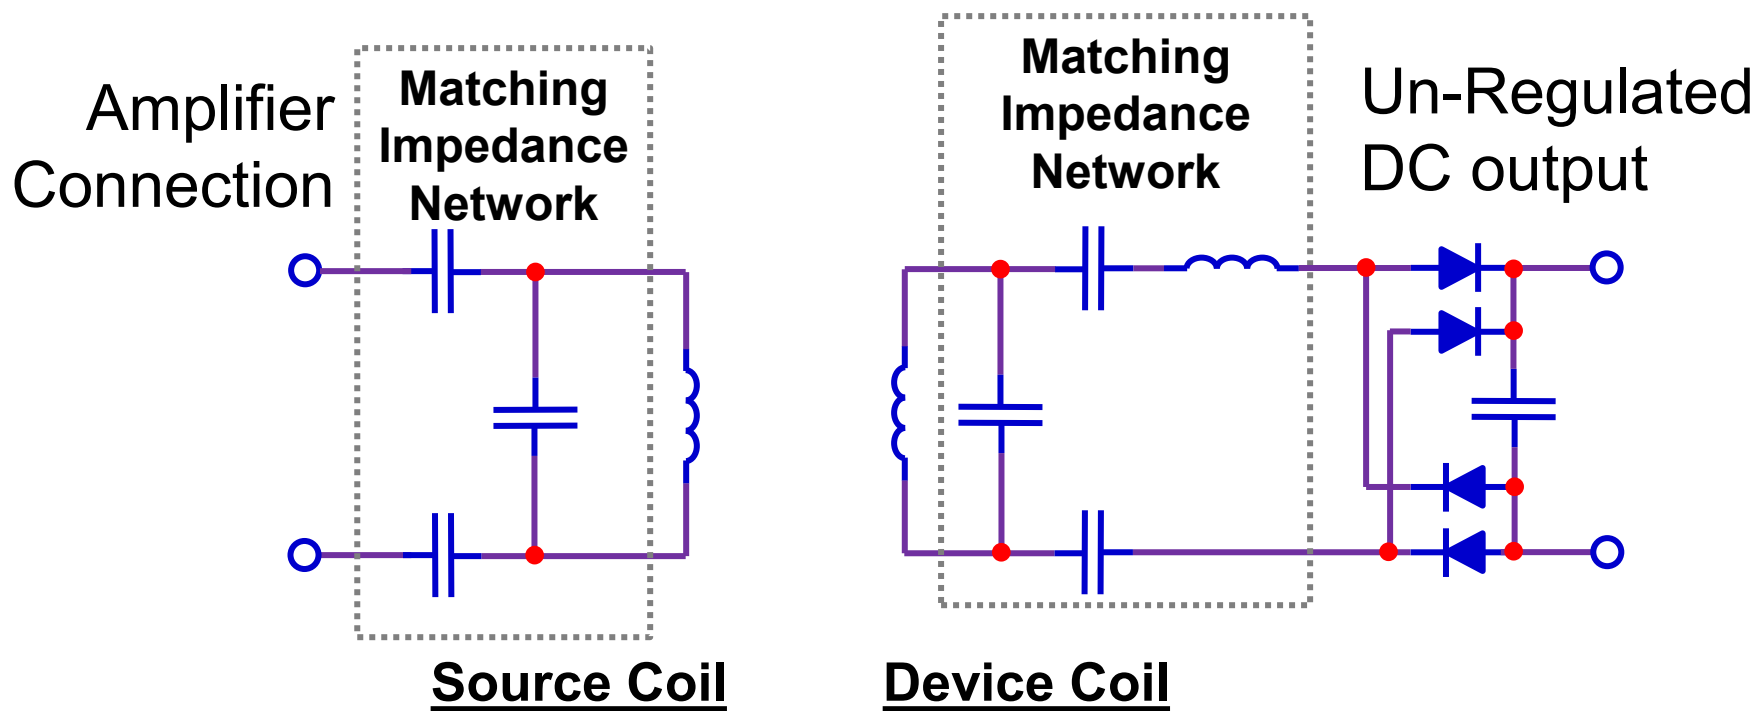 Amplifier
Connection
Matching
Impedance
Network
Matching
Impedance
Network
Un-Regulated
DC output
Source Coil
Device Coil